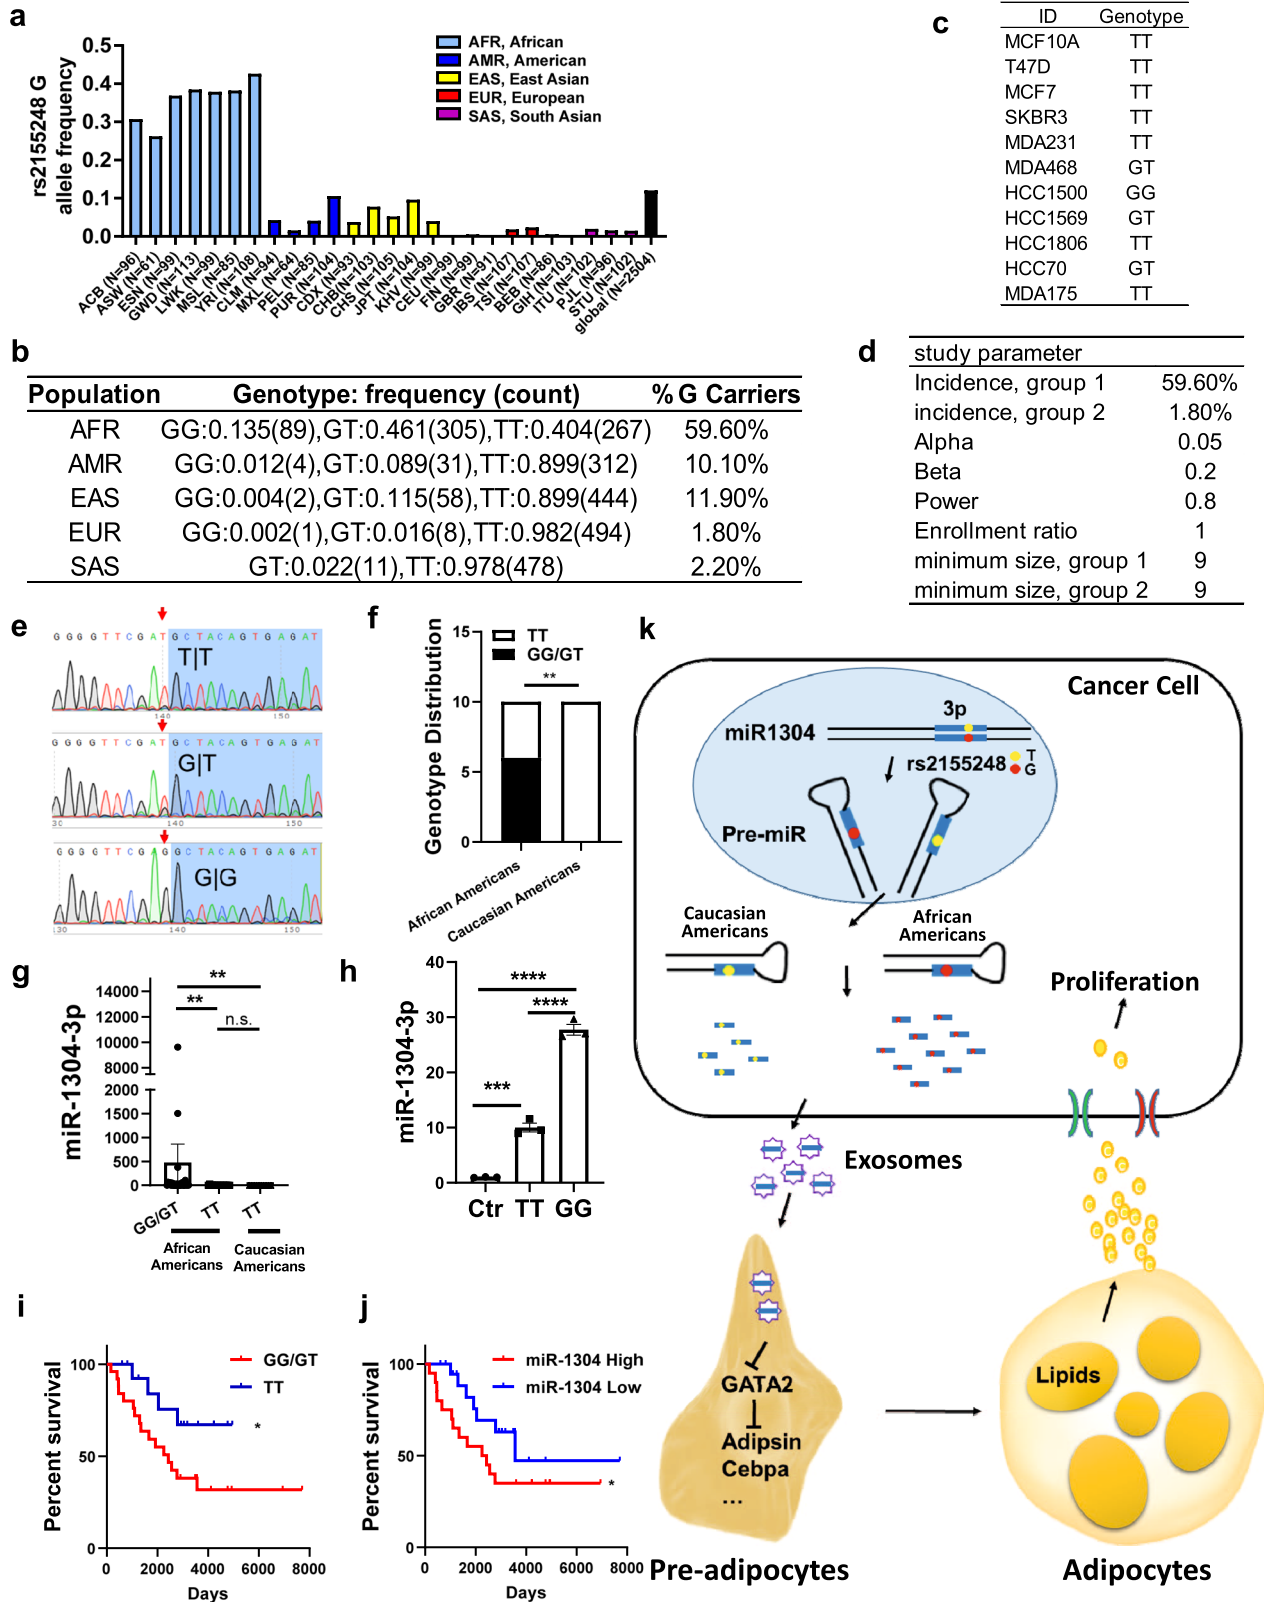 a
rs2155248 G
allele frequency
0.5
0.4
0.3
0.2
0.1
0.0
AFR, African
AMR, American
EAS, East Asian
EUR, European
SAS, South Asian
ACB (N=96)
ASW (N=61)
ESN (N=99)
GWD (N=113)
LWK (N=99)
MSL (N=85)
YRI (N=108)
CLM (N=94)
MXL (N=64)
PEL (N=85)
PUR (N=104)
CDX (N=93)
CHB(N=103)
CHS (N=105)
JPT (N=104)
KHV (N=99)
CEU (N=99)
FIN (N=99)
GBR (N=91)
IBS (N=107)
TSI (N=107)
BEB (N=86)
GIH (N=103)
ITU (N=102)
PJL (N=96)
STU (N=102)
global (N=2504)
c
ID Genotype
MCF10A TT
T47D TT
MCF7 TT
SKBR3 TT
MDA231 TT
MDA468 GT
HCC1500 GG
HCC1569 GT
HCC1806 TT
HCC70 GT
MDA175 TT
b
Population Genotype: frequency (count) % G Carriers
AFR GG:0.135(89),GT:0.461(305),TT:0.404(267) 59.60%
AMR GG:0.012(4),GT:0.089(31),TT:0.899(312) 10.10%
EAS GG:0.004(2),GT:0.115(58),TT:0.899(444) 11.90%
EUR GG:0.002(1),GT:0.016(8),TT:0.982(494) 1.80%
SAS GT:0.022(11),TT:0.978(478) 2.20%
d
study parameter
Incidence, group 1 59.60%
incidence, group 2 1.80%
Alpha 0.05
Beta 0.2
Power 0.8
Enrollment ratio 1
minimum size, group 1 9
minimum size, group 2 9
e
G G G G T T C G A T G C T A C A G T G A G A T
T|T
140 150
G G G G T T C G A T G C T A C A G T G A G A T
G|T
30 140 150
G G G G T T C G A G G C T A C A G T G A G A T
G|G
130 140 150
f
Genotype Distribution
15
10
5
0
TT
GG/GT
**
African Americans
Caucasian Americans
g
miR-1304-3p
14000
12000
10000
8000
2000
1500
1000
500
0
**
**
n.s.
GG/GT TT TT
African
Americans
Caucasian
Americans
h
miR-1304-3p
40
30
20
10
0
****
****
***
Ctr TT GG
i
Percent survival
100
50
0
GG/GT
TT
*
0 2000 4000 6000 8000
Days
j
Percent survival
100
50
0
miR-1304 High
miR-1304 Low
*
0 2000 4000 6000 8000
Days
k
Cancer Cell
3p
miR1304
rs2155248
T
G
Pre-miR
Caucasian
Americans
African
Americans
Proliferation
Exosomes
GATA2
Adipsin
Cebpa
...
Lipids
Pre-adipocytes
Adipocytes